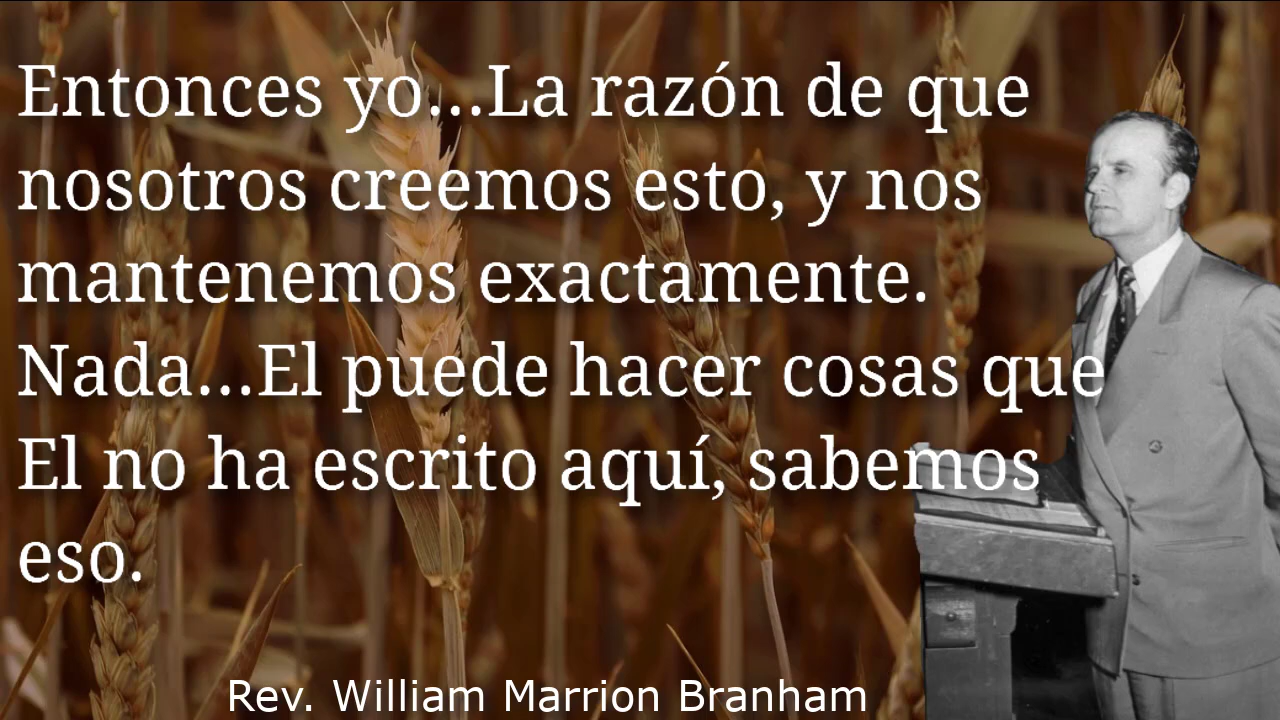 Entonces yo...La razón de que
nosotros creemos esto, y nos
mantenemos exactamente.
Nada...El puede hacer cosas que
El no ha escrito aquí, sabemos
eso.
Rev. William Marrion Branham